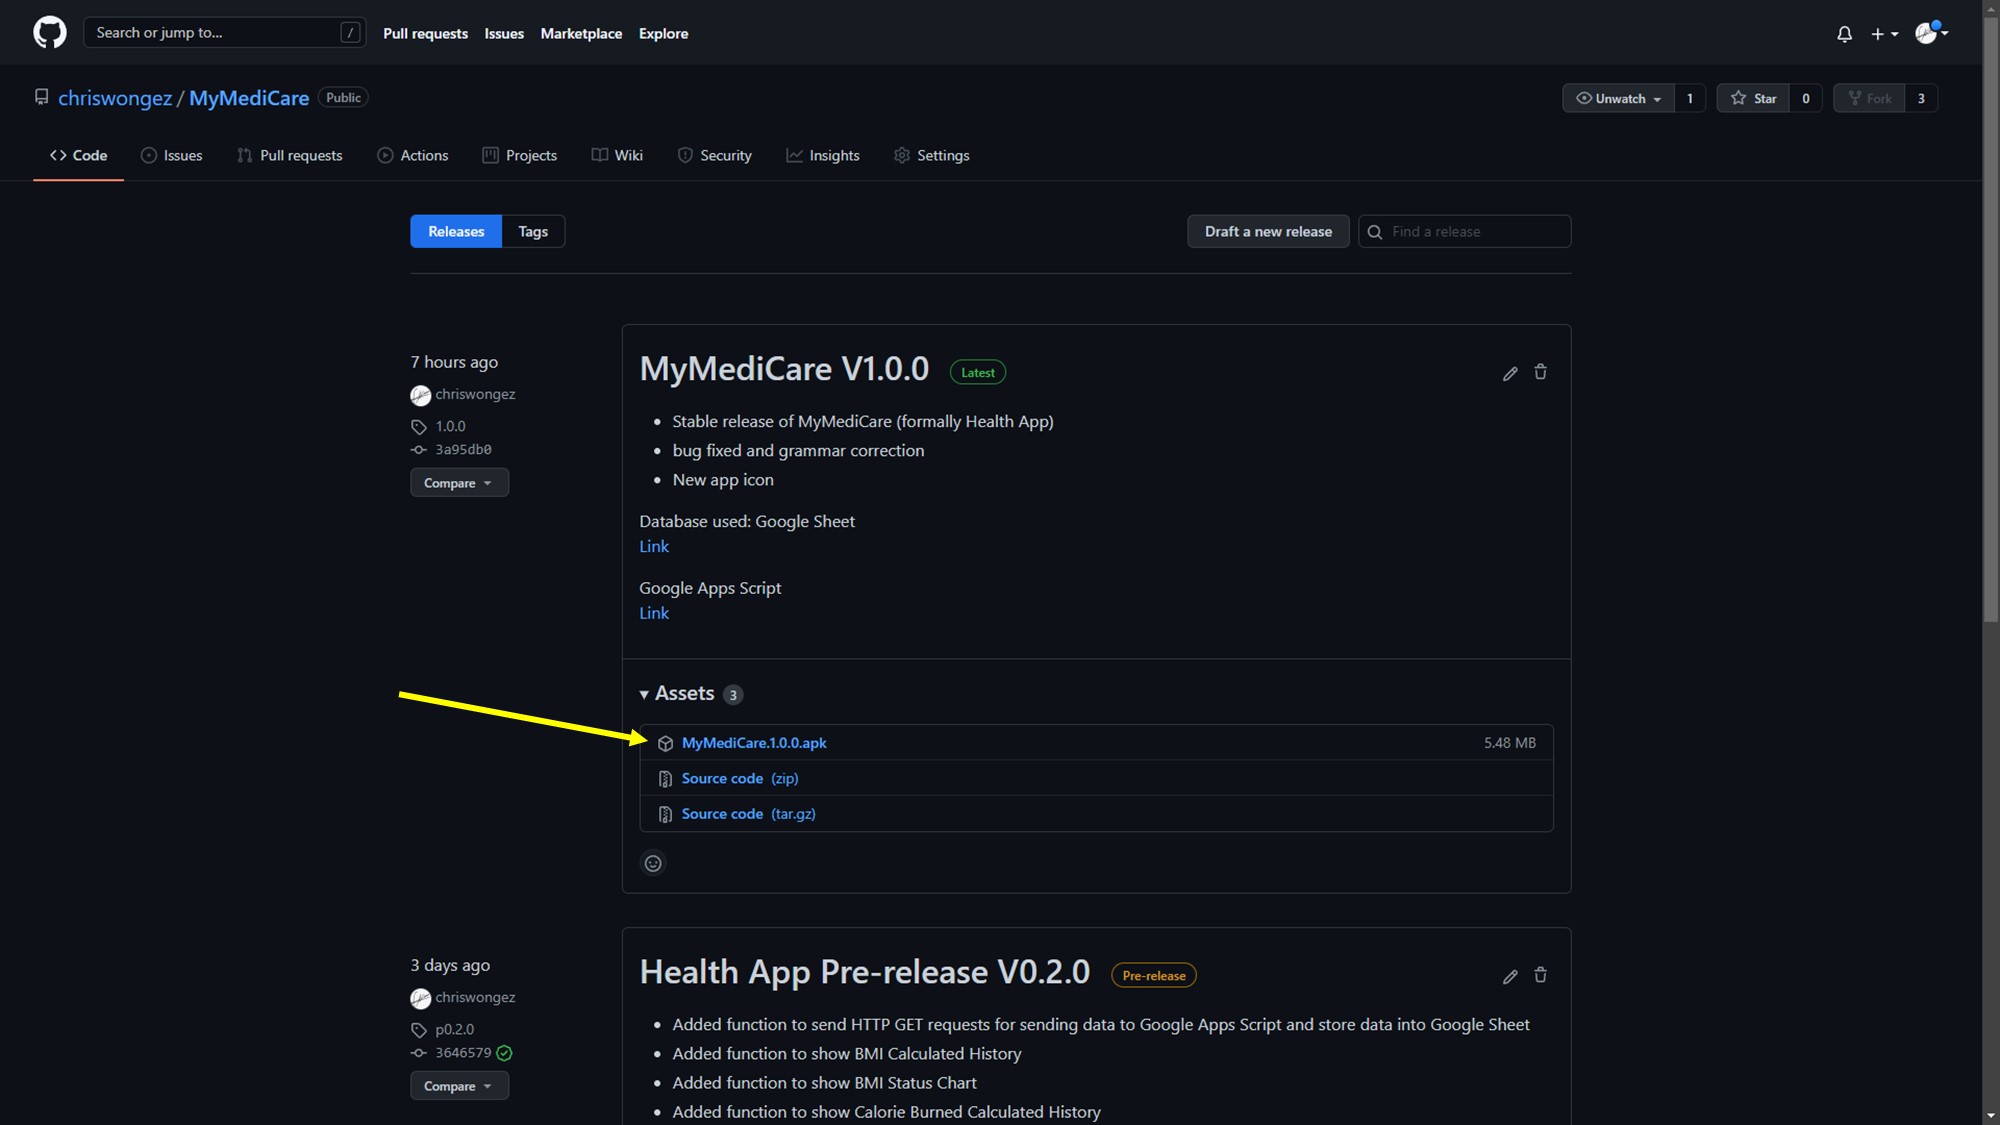 Search or jump to... /
Pull requests Issues Marketplace Explore
chriswongez / MyMediCare Public
Unwatch 1 Star 0 Fork 3
Code Issues Pull requests Actions Projects Wiki Security Insights Settings
Releases Tags
Draft a new release Find a release
7 hours ago
chriswongez
1.0.0
3a95db0
Compare
MyMediCare V1.0.0 Latest
Stable release of MyMediCare (formally Health App)
bug fixed and grammar correction
New app icon
Database used: Google Sheet
Link
Google Apps Script
Link
Assets 3
MyMediCare.1.0.0.apk 5.48 MB
Source code (zip)
Source code (tar.gz)
3 days ago
chriswongez
p0.2.0
3646579
Compare
Health App Pre-release V0.2.0 Pre-release
Added function to send HTTP GET requests for sending data to Google Apps Script and store data into Google Sheet
Added function to show BMI Calculated History
Added function to show BMI Status Chart
Added function to show Calorie Burned Calculated History